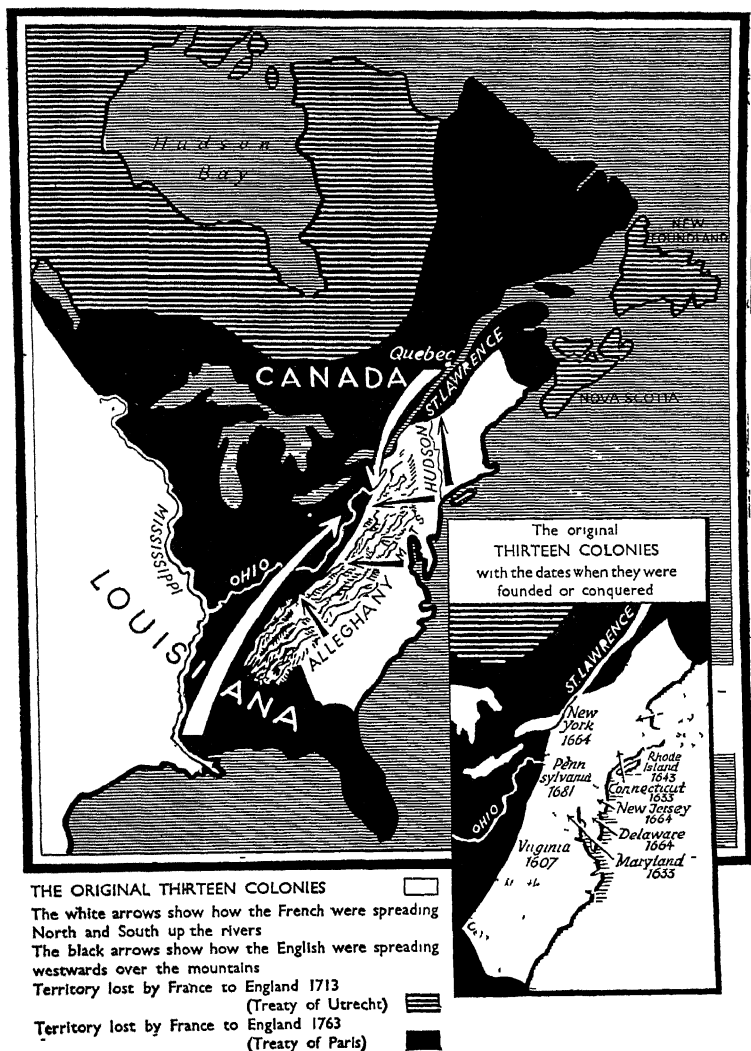 Hudson
Bay
NEW
FOUNDLAND
Quebec
CANADA
ST. LAWRENCE
NOVA SCOTIA
HUDSON
MISSISSIPPI
OHIO
LOUISIANA
ALLEGHANY MTS
The original
THIRTEEN COLONIES
with the dates when they were
founded or conquered
ST. LAWRENCE
New
York
1664
Rhode
Island
1643
Penn
sylvania
1681
Connecticut
1633
New Jersey
1664
OHIO
Delaware
1664
Virginia
1607
Maryland
1633
THE ORIGINAL THIRTEEN COLONIES
The white arrows show how the French were spreading
North and South up the rivers
The black arrows show how the English were spreading
westwards over the mountains
Territory lost by France to England 1713
(Treaty of Utrecht)
Territory lost by France to England 1763
(Treaty of Paris)